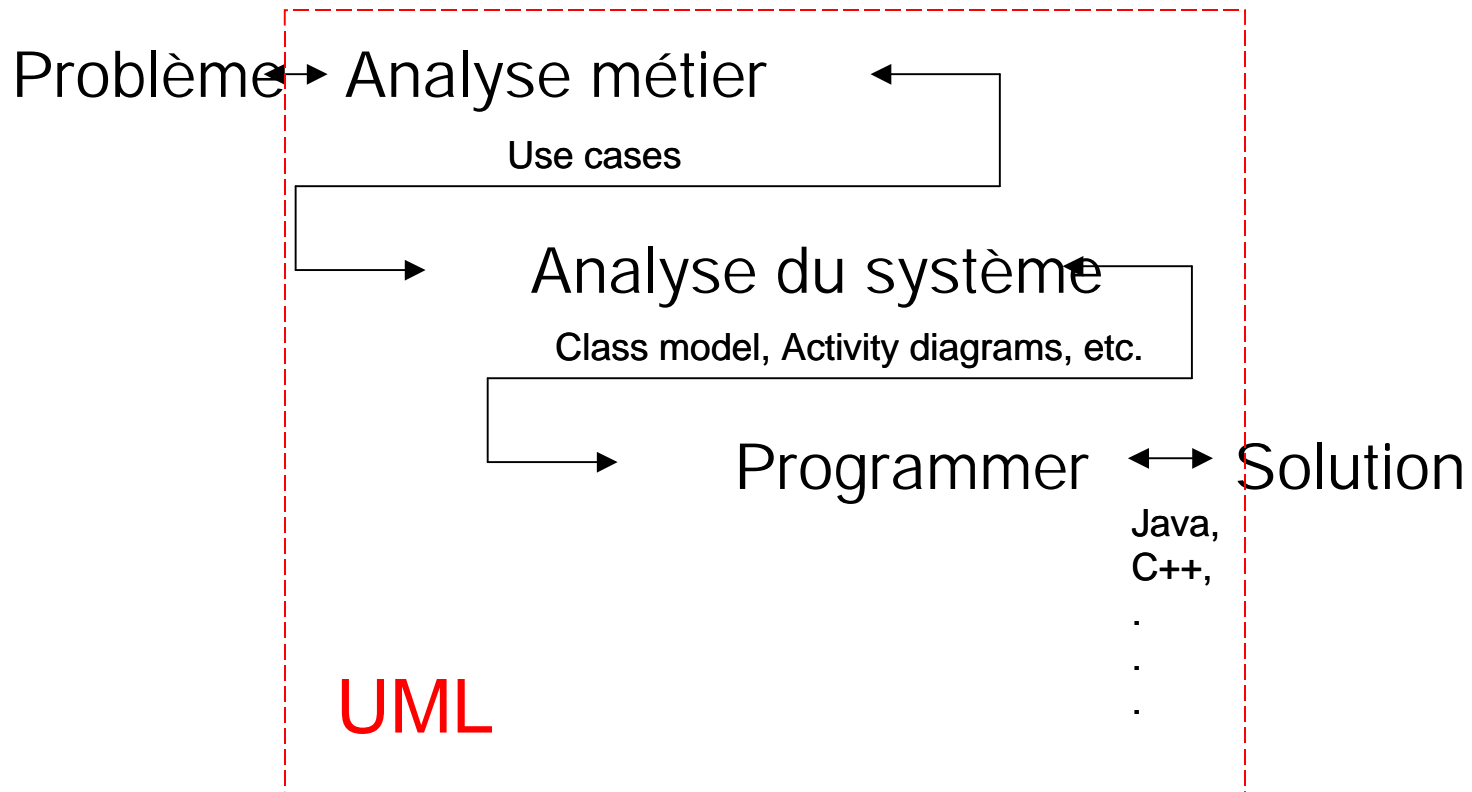 Problème Analyse métier
Use cases
Analyse du système
Class model, Activity diagrams, etc.
Programmer Solution
Java,
C++,
.
.
.
UML